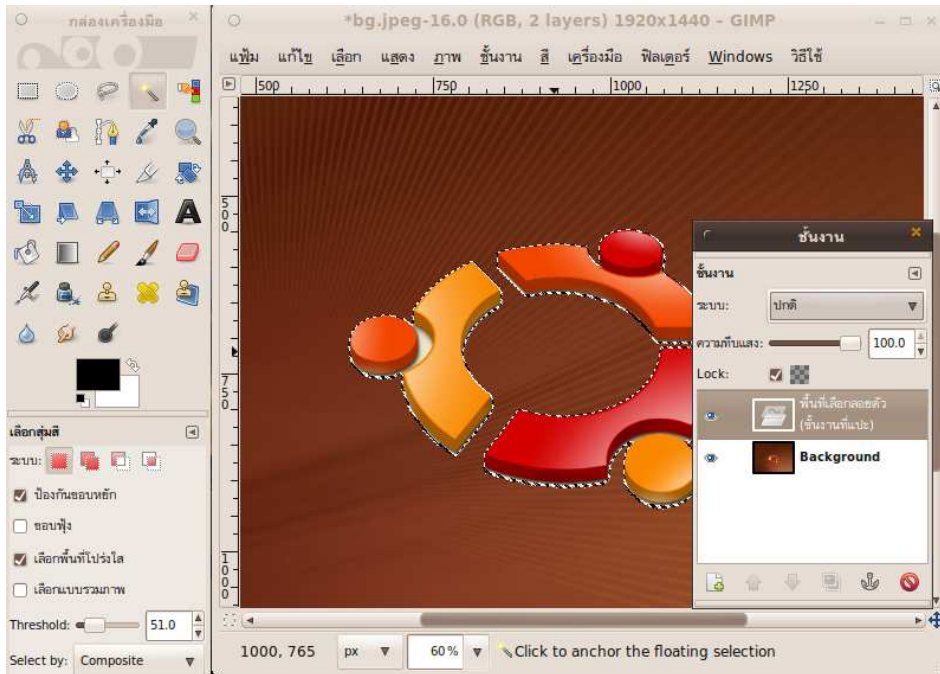 กล่องเครื่องมือ
*bg.jpeg-16.0 (RGB, 2 layers) 1920x1440 – GIMP
แฟ้ม แก้ไข เลือก แสดง ภาพ ชั้นงาน สี เครื่องมือ ฟิลเตอร์ Windows วิธีใช้
500 750 1000 1250
500
750
1000
ชั้นงาน
ชั้นงาน
ระบบ: ปกติ
ความทึบแสง: 100.0
Lock:
พื้นที่เลือกลอยตัว
(ชั้นงานที่แปะ)
Background
เลือกสุ่มสี
ระบบ:
ป้องกันขอบหยัก
ขอบฟุ้ง
เลือกพื้นที่โปร่งใส
เลือกแบบรวมภาพ
Threshold: 51.0
Select by: Composite
1000, 765 px 60% Click to anchor the floating selection